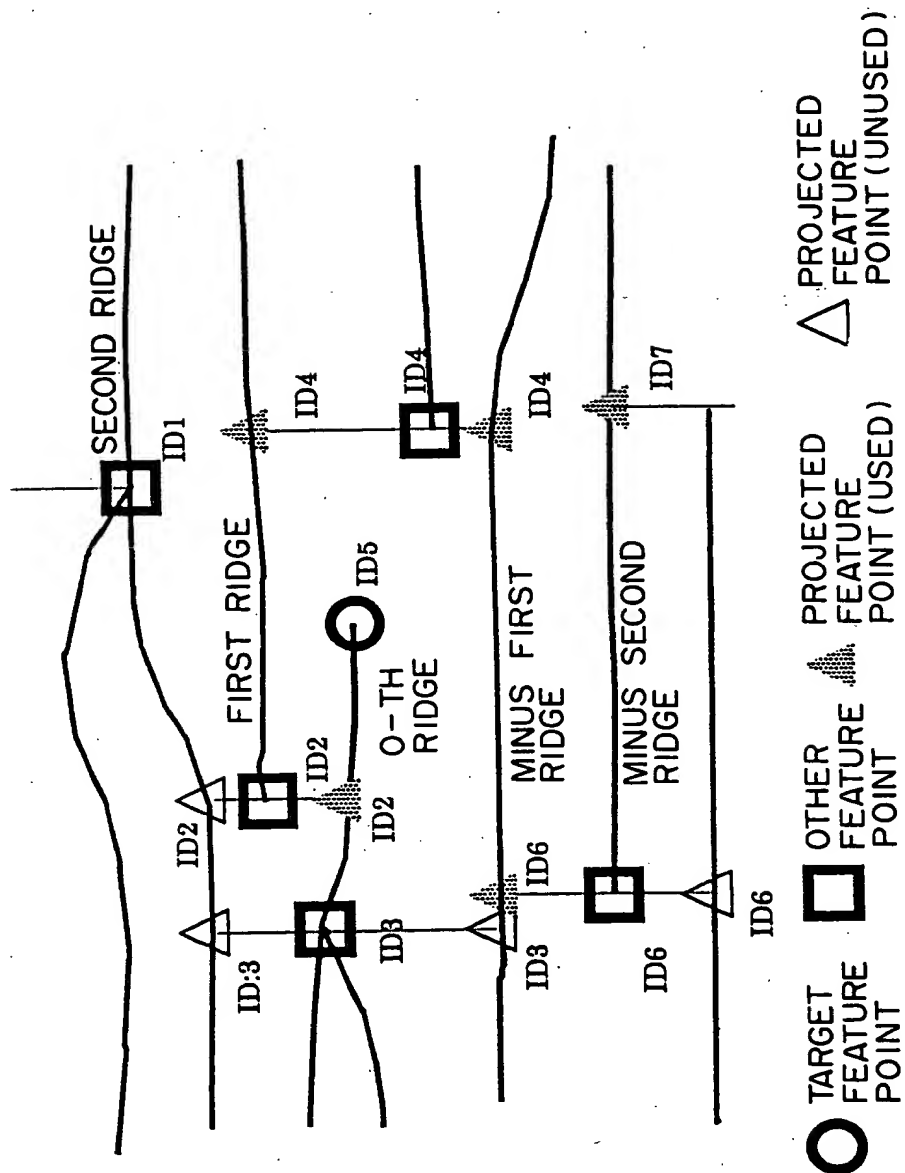 SECOND RIDGE
ID1
FIRST RIDGE
ID4
ID4
ID2
ID2
ID5
O-TH
RIDGE
ID2
ID4
ID:3
ID3
MINUS FIRST
RIDGE
ID6
ID3
MINUS SECOND
RIDGE
ID7
ID6
ID6
TARGET
FEATURE
POINT
OTHER
FEATURE
POINT
PROJECTED
FEATURE
POINT (USED)
PROJECTED
FEATURE
POINT (UNUSED)